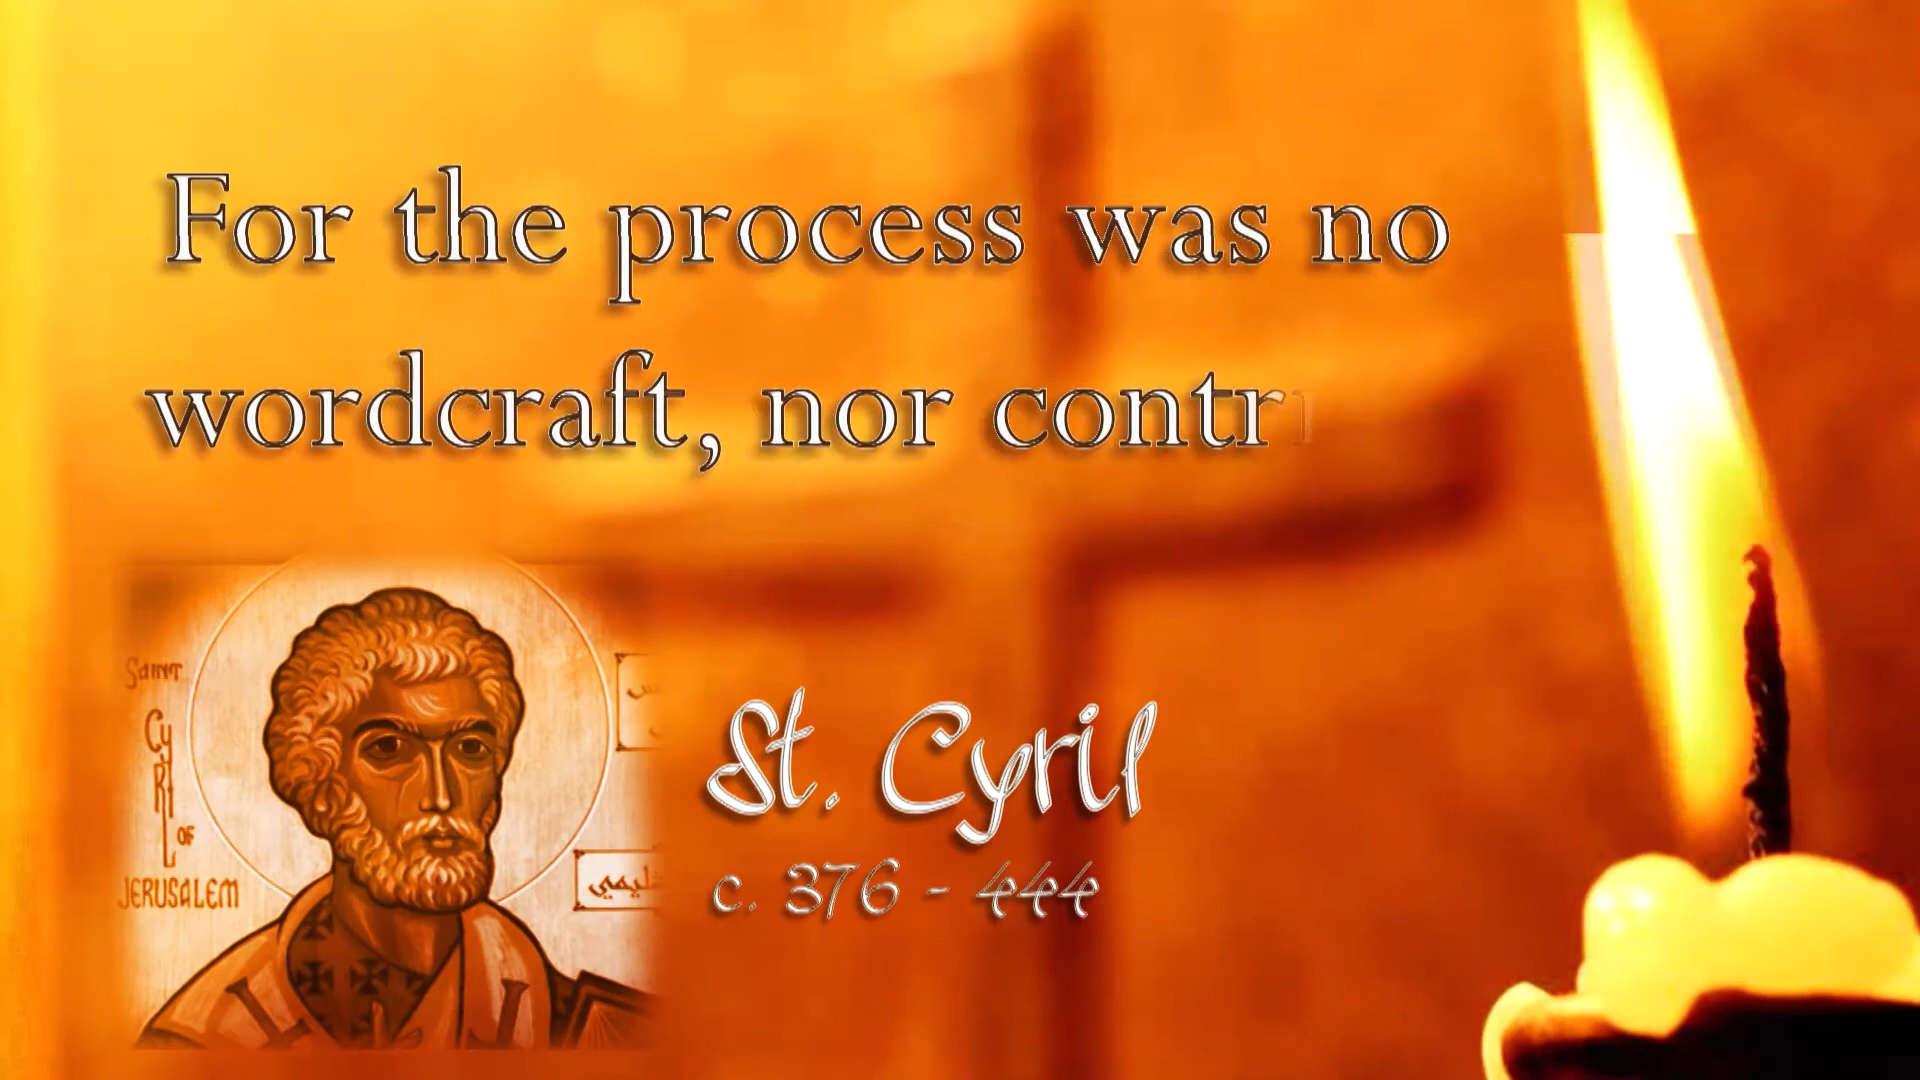 For the process was no
wordcraft, nor contr
SAINT
CyRIL
OF
JERUSALEM
St. Cyril
c. 376 - 444